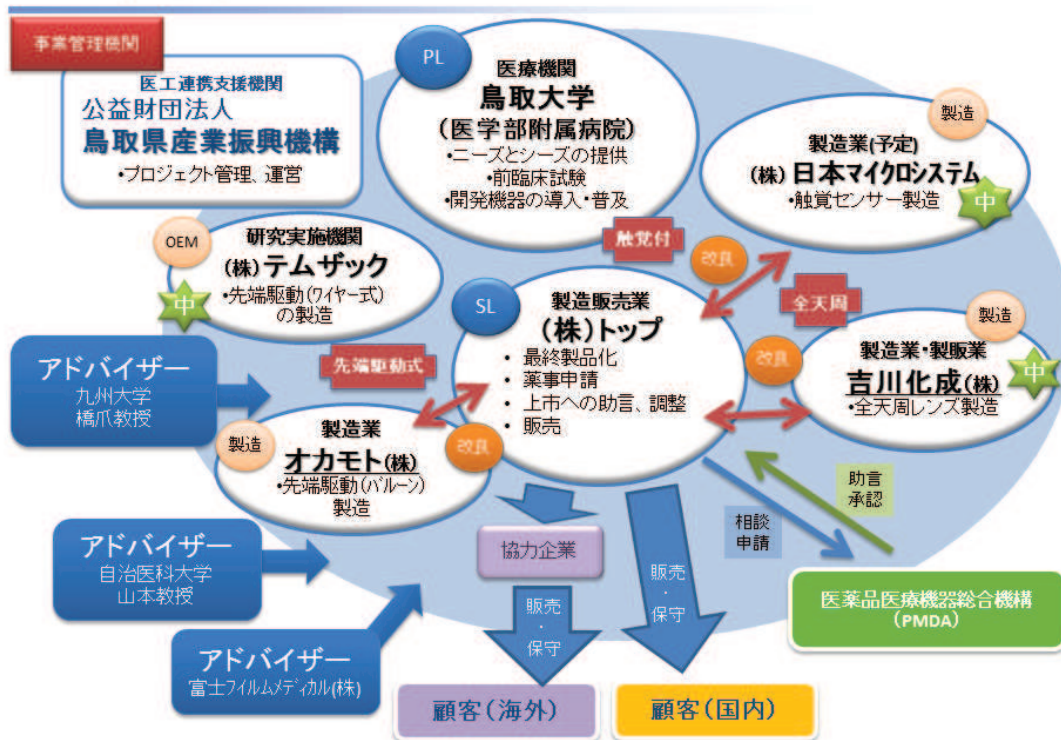 事業管理機関
医工連携支援機関
公益財団法人
鳥取県産業振興機構
・プロジェクト管理、運営
PL
医療機関
鳥取大学
(医学部附属病院)
・ニーズとシーズの提供
・前臨床試験
・開発機器の導入・普及
製造
製造業(予定)
(株)日本マイクロシステム
・触覚センサー製造
中
OEM
研究実施機関
(株)テムザック
・先端駆動(ワイヤー式)
の製造
中
触覚付
改良
全天周
SL
製造販売業
(株)トップ
• 最終製品化
• 薬事申請
• 上市への助言、調整
• 販売
製造
製造業・製販業
吉川化成(株)
・全天周レンズ製造
中
改良
先端駆動式
アドバイザー
九州大学
橋爪教授
製造
製造業
オカモト(株)
・先端駆動(バルーン)
製造
改良
助言
承認
相談
申請
協力企業
アドバイザー
自治医科大学
山本教授
販売
・
保守
販売
・
保守
医薬品医療機器総合機構
(PMDA)
アドバイザー
富士フイルムメディカル(株)
顧客(海外)
顧客(国内)